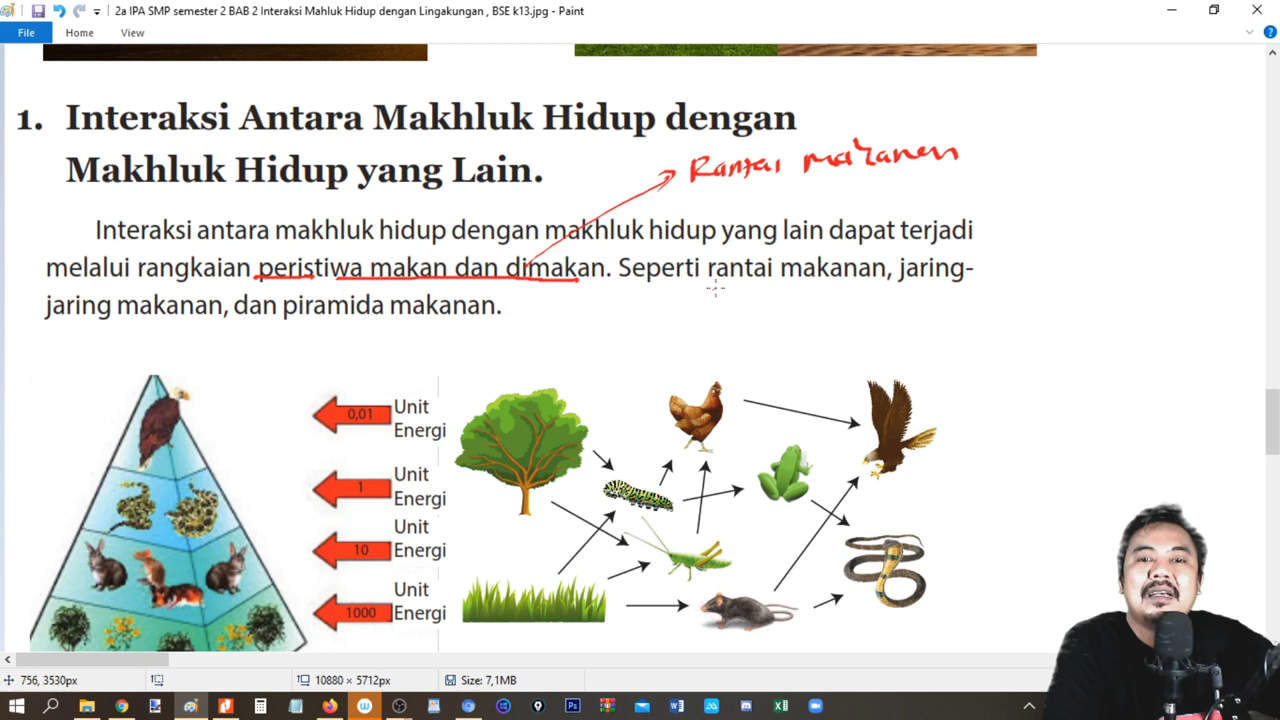 2a IPA SMP semester 2 BAB 2 Interaksi Mahluk Hidup dengan Lingakungan , BSE k13.jpg - Paint
File Home View
1. Interaksi Antara Makhluk Hidup dengan
Makhluk Hidup yang Lain.
Rantai makanan
Interaksi antara makhluk hidup dengan makhluk hidup yang lain dapat terjadi
melalui rangkaian peristiwa makan dan dimakan. Seperti rantai makanan, jaring-
jaring makanan, dan piramida makanan.
0,01 Unit
Energi
1 Unit
Energi
10 Unit
Energi
1000 Unit
Energi
756, 3530px 10880 × 5712px Size: 7,1MB